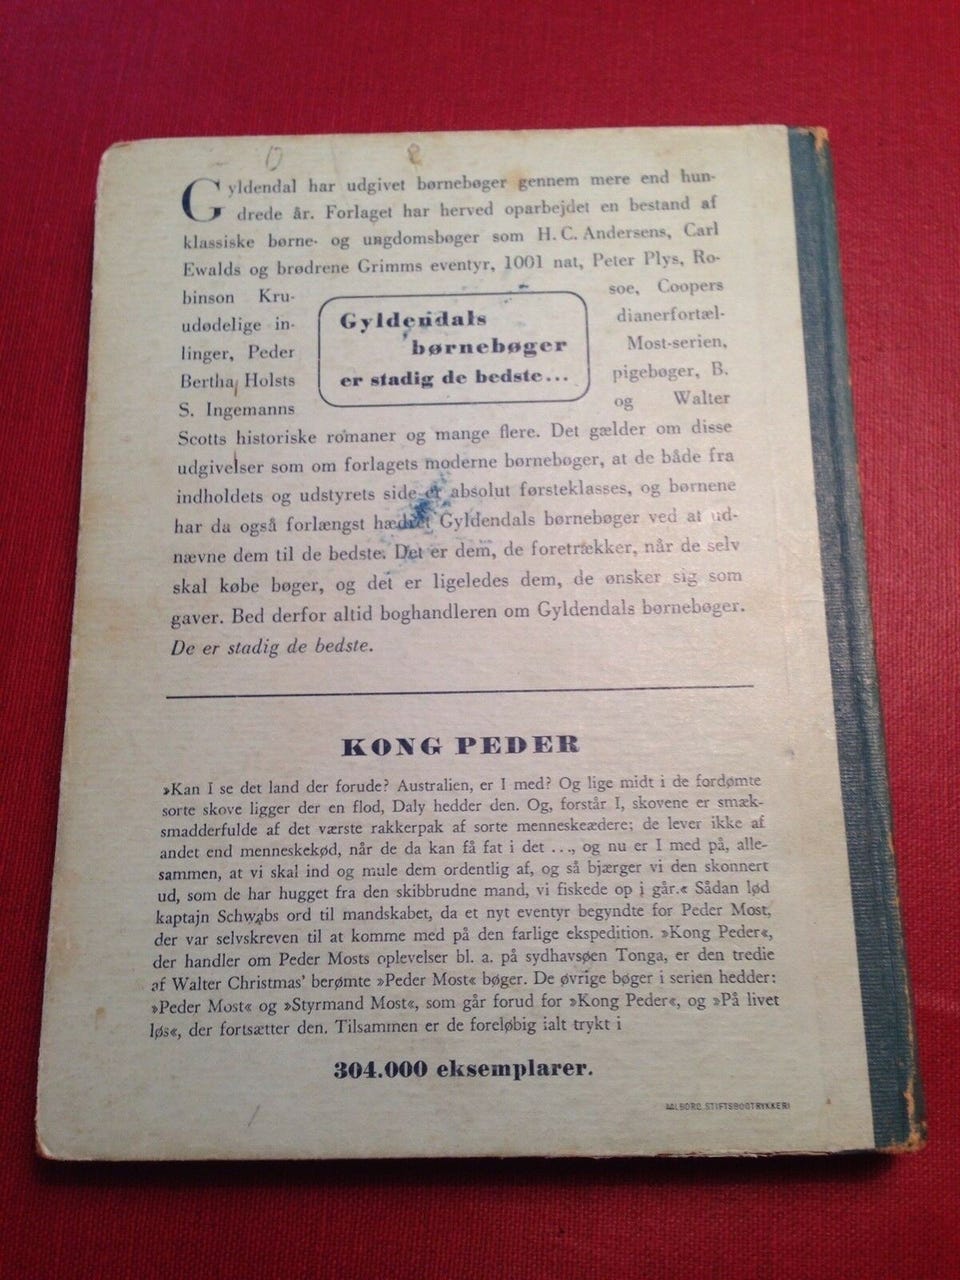 Gyldendal har udgivet børnebøger gennem mere end hun-
drede år. Forlaget har herved oparbejdet en bestand af
klassiske børne- og ungdomsbøger som H. C. Andersens, Carl
Ewalds og brødrene Grimms eventyr, 1001 nat, Peter Plys, Ro-
binson Kru- soe, Coopers
udødelige in- dianerfortæl-
linger, Peder Most-serien,
Bertha Holsts pigebøger, B.
S. Ingemanns og Walter
Gyldendals
børnebøger
er stadig de bedste...
Scotts historiske romaner og mange flere. Det gælder om disse
udgivelser som om forlagets moderne børnebøger, at de både fra
indholdets og udstyrets side er absolut førsteklasses, og børnene
har da også forlængst hædret Gyldendals børnebøger ved at ud-
nævne dem til de bedste. Det er dem, de foretrækker, når de selv
skal købe bøger, og det er ligeledes dem, de ønsker sig som
gaver. Bed derfor altid boghandleren om Gyldendals børnebøger.
De er stadig de bedste.
KONG PEDER
»Kan I se det land der forude? Australien, er I med? Og lige midt i de fordømte
sorte skove ligger der en flod, Daly hedder den. Og, forstår I, skovene er smæk-
smadderfulde af det værste rakkerpak af sorte menneskeædere; de lever ikke af
andet end menneskekød, når de da kan få fat i det ..., og nu er I med på, alle-
sammen, at vi skal ind og mule dem ordentlig af, og så bjærger vi den skonnert
ud, som de har hugget fra den skibbrudne mand, vi fiskede op i går.« Sådan lød
kaptajn Schwabs ord til mandskabet, da et nyt eventyr begyndte for Peder Most,
der var selvskreven til at komme med på den farlige ekspedition. »Kong Peder«,
der handler om Peder Mosts oplevelser bl. a. på sydhavsøen Tonga, er den tredie
af Walter Christmas' berømte »Peder Most« bøger. De øvrige bøger i serien hedder:
»Peder Most« og »Styrmand Most«, som går forud for »Kong Peder«, og »På livet
løs«, der fortsætter den. Tilsammen er de foreløbig ialt trykt i
304.000 eksemplarer.
AALBORG STIFTSBOGTRYKKERI